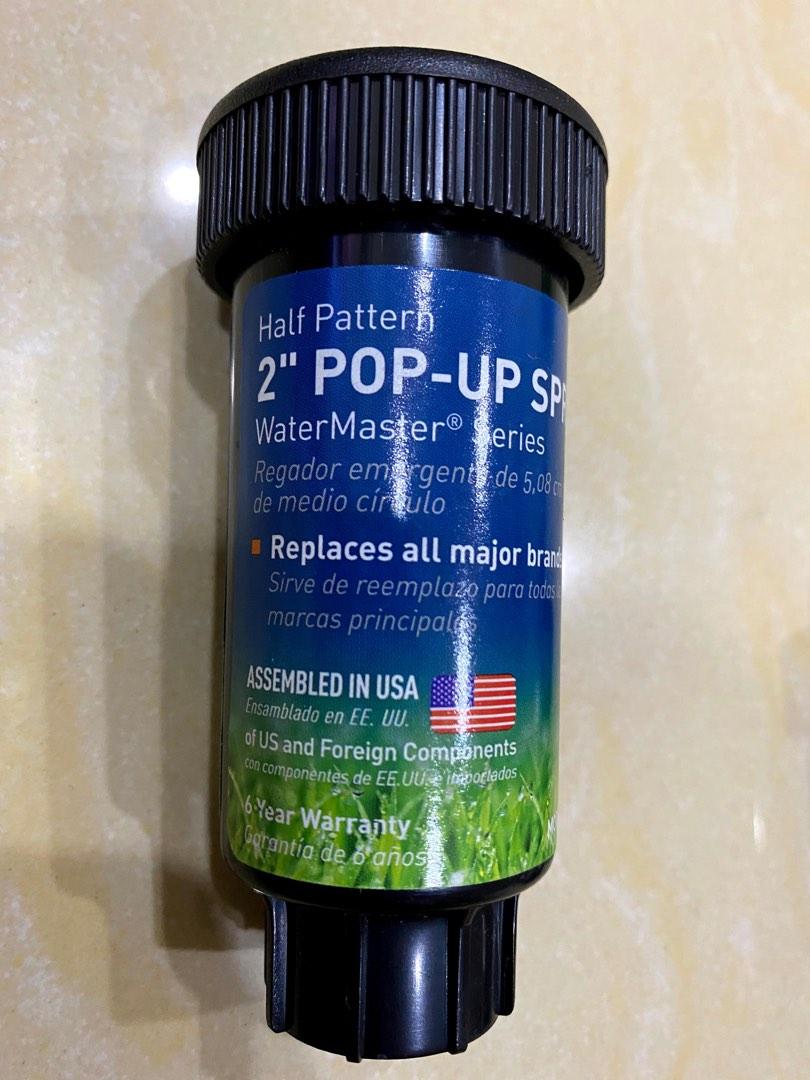 Half Pattern
2" POP-UP
WaterMaster® Series
Regador emergente de 5,08 cm
de medio círculo
Replaces all major brands
Sirve de reemplazo para todas
marcas principales
ASSEMBLED IN USA
Ensamblado en EE. UU.
of US and Foreign Components
con componentes de EE.UU. e importados
6 Year Warranty
Garantía de 6 años